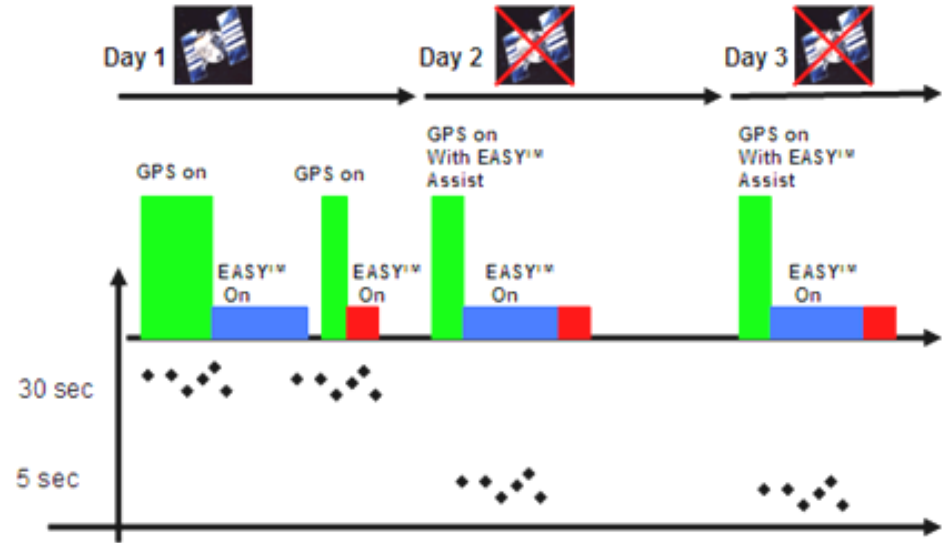 Day 1
Day 2
Day 3
GPS on
GPS on
GPS on
With EASY™
Assist
GPS on
With EASY™
Assist
EASY™
On
EASY™
On
EASY™
On
EASY™
On
30 sec
5 sec